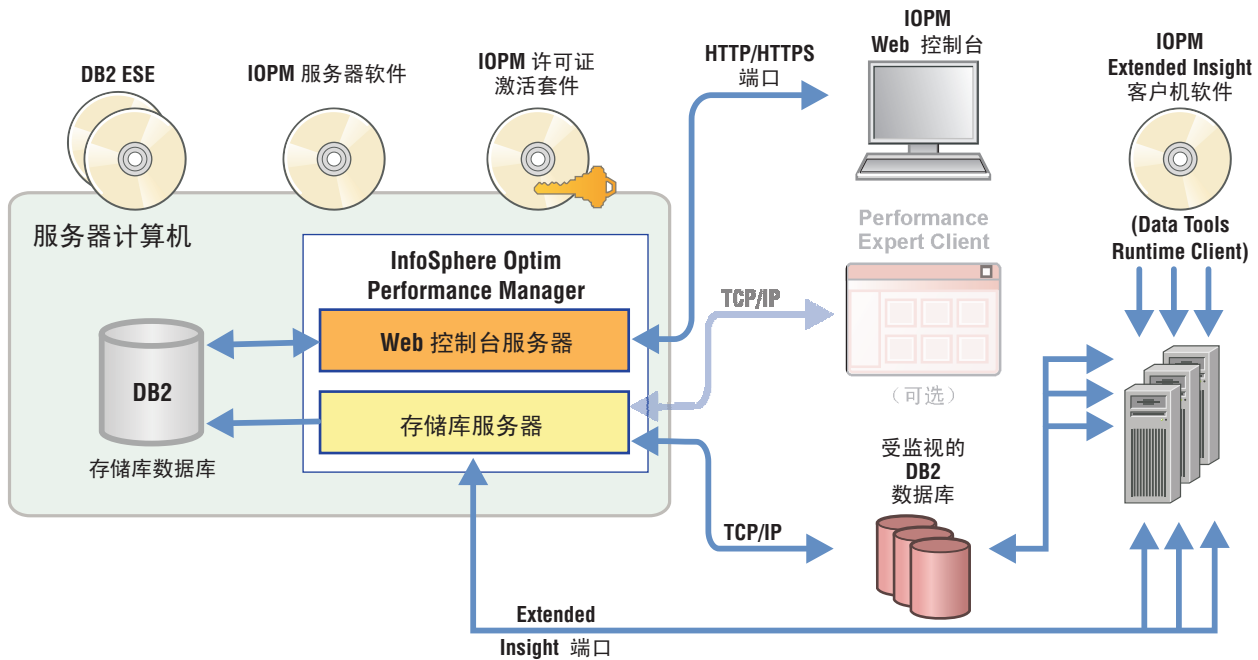 DB2 ESE
IOPM 服务器软件
IOPM 许可证
激活套件
HTTP/HTTPS
端口
IOPM
Web 控制台
IOPM
Extended Insight
客户机软件
(Data Tools
Runtime Client)
服务器计算机
InfoSphere Optim
Performance Manager
Web 控制台服务器
存储库服务器
DB2
存储库数据库
TCP/IP
Performance
Expert Client
（可选）
受监视的
DB2
数据库
TCP/IP
Extended
Insight 端口